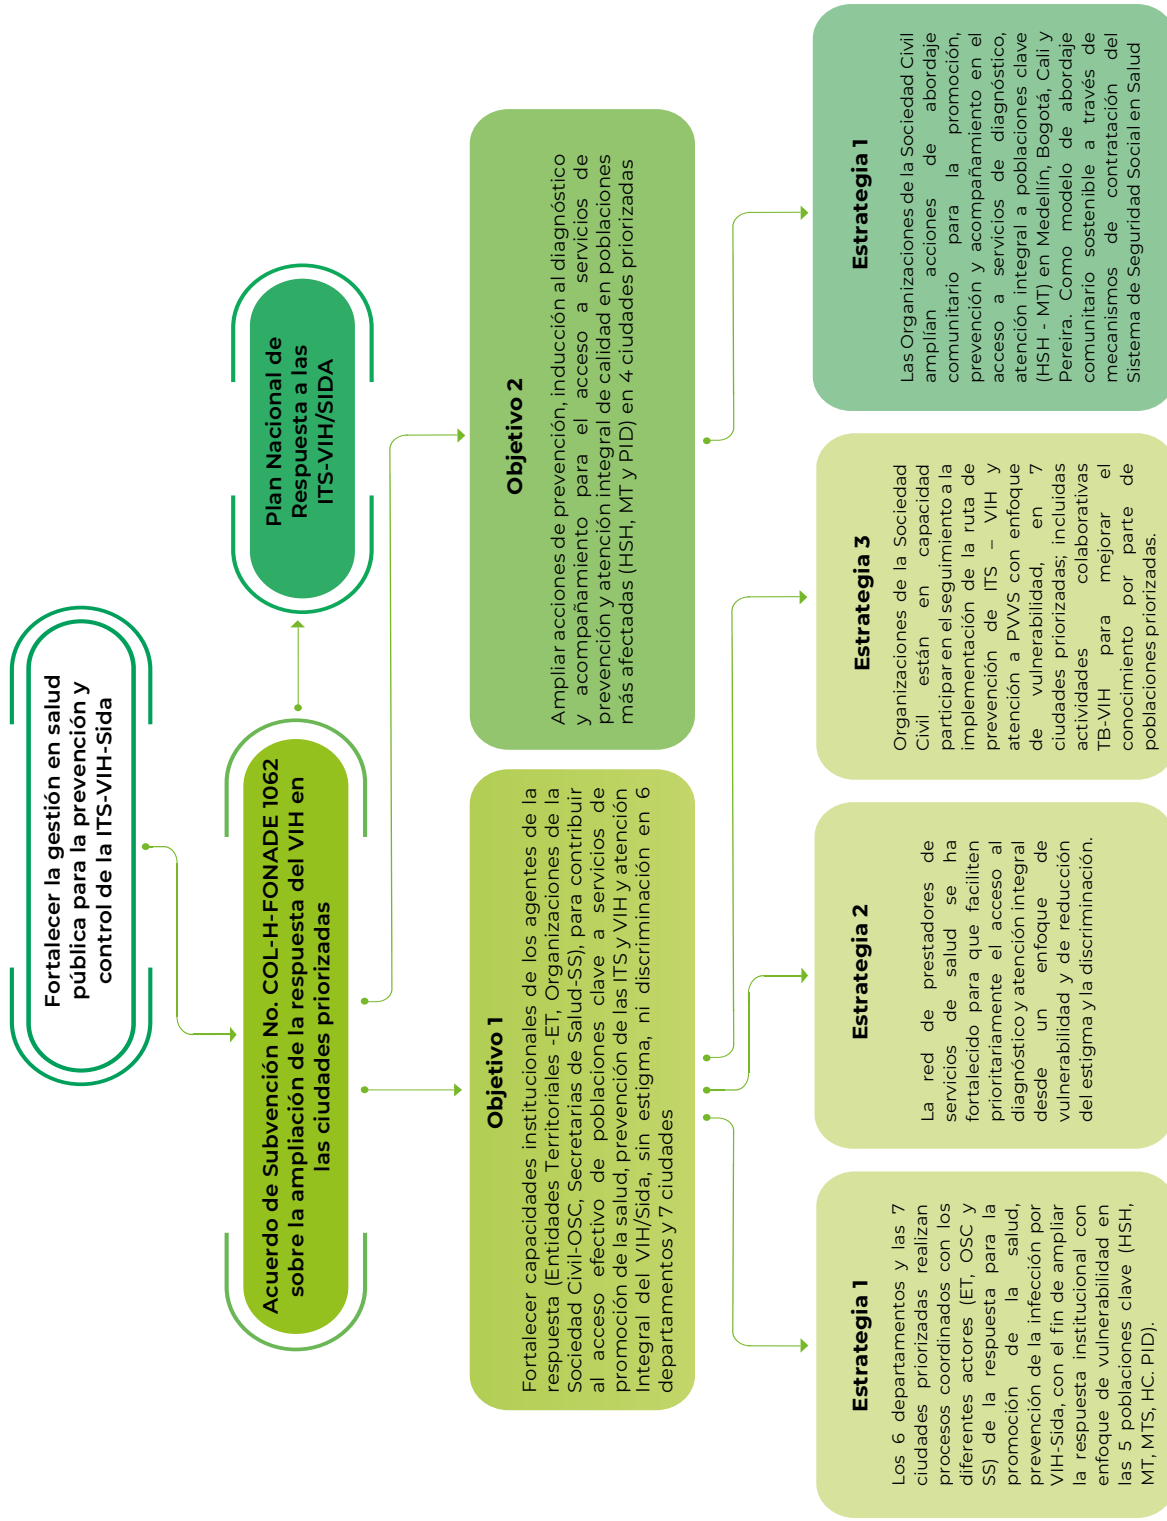 Fortalecer la gestión en salud
pública para la prevención y
control de la ITS-VIH-Sida
Acuerdo de Subvención No. COL-H-FONADE 1062
sobre la ampliación de la respuesta del VIH en
las ciudades priorizadas
Plan Nacional de
Respuesta a las
ITS-VIH/SIDA
Objetivo 1
Fortalecer capacidades institucionales de los agentes de la
respuesta (Entidades Territoriales -ET, Organizaciones de la
Sociedad Civil-OSC, Secretarias de Salud-SS), para contribuir
al acceso efectivo de poblaciones clave a servicios de
promoción de la salud, prevención de las ITS y VIH y atención
Integral del VIH/Sida, sin estigma, ni discriminación en 6
departamentos y 7 ciudades
Objetivo 2
Ampliar acciones de prevención, inducción al diagnóstico
y acompañamiento para el acceso a servicios de
prevención y atención integral de calidad en poblaciones
más afectadas (HSH, MT y PID) en 4 ciudades priorizadas
Estrategia 1
Los 6 departamentos y las 7
ciudades priorizadas realizan
procesos coordinados con los
diferentes actores (ET, OSC y
SS) de la respuesta para la
promoción de la salud,
prevención de la infección por
VIH-Sida, con el fin de ampliar
la respuesta institucional con
enfoque de vulnerabilidad en
las 5 poblaciones clave (HSH,
MT, MTS, HC. PID).
Estrategia 2
La red de prestadores de
servicios de salud se ha
fortalecido para que faciliten
prioritariamente el acceso al
diagnóstico y atención integral
desde un enfoque de
vulnerabilidad y de reducción
del estigma y la discriminación.
Estrategia 3
Organizaciones de la Sociedad
Civil están en capacidad
participar en el seguimiento a la
implementación de la ruta de
prevención de ITS – VIH y
atención a PVVS con enfoque
de vulnerabilidad, en 7
ciudades priorizadas; incluidas
actividades colaborativas
TB-VIH para mejorar el
conocimiento por parte de
poblaciones priorizadas.
Estrategia 1
Las Organizaciones de la Sociedad Civil
amplían acciones de abordaje
comunitario para la promoción,
prevención y acompañamiento en el
acceso a servicios de diagnóstico,
atención integral a poblaciones clave
(HSH - MT) en Medellín, Bogotá, Cali y
Pereira. Como modelo de abordaje
comunitario sostenible a través de
mecanismos de contratación del
Sistema de Seguridad Social en Salud